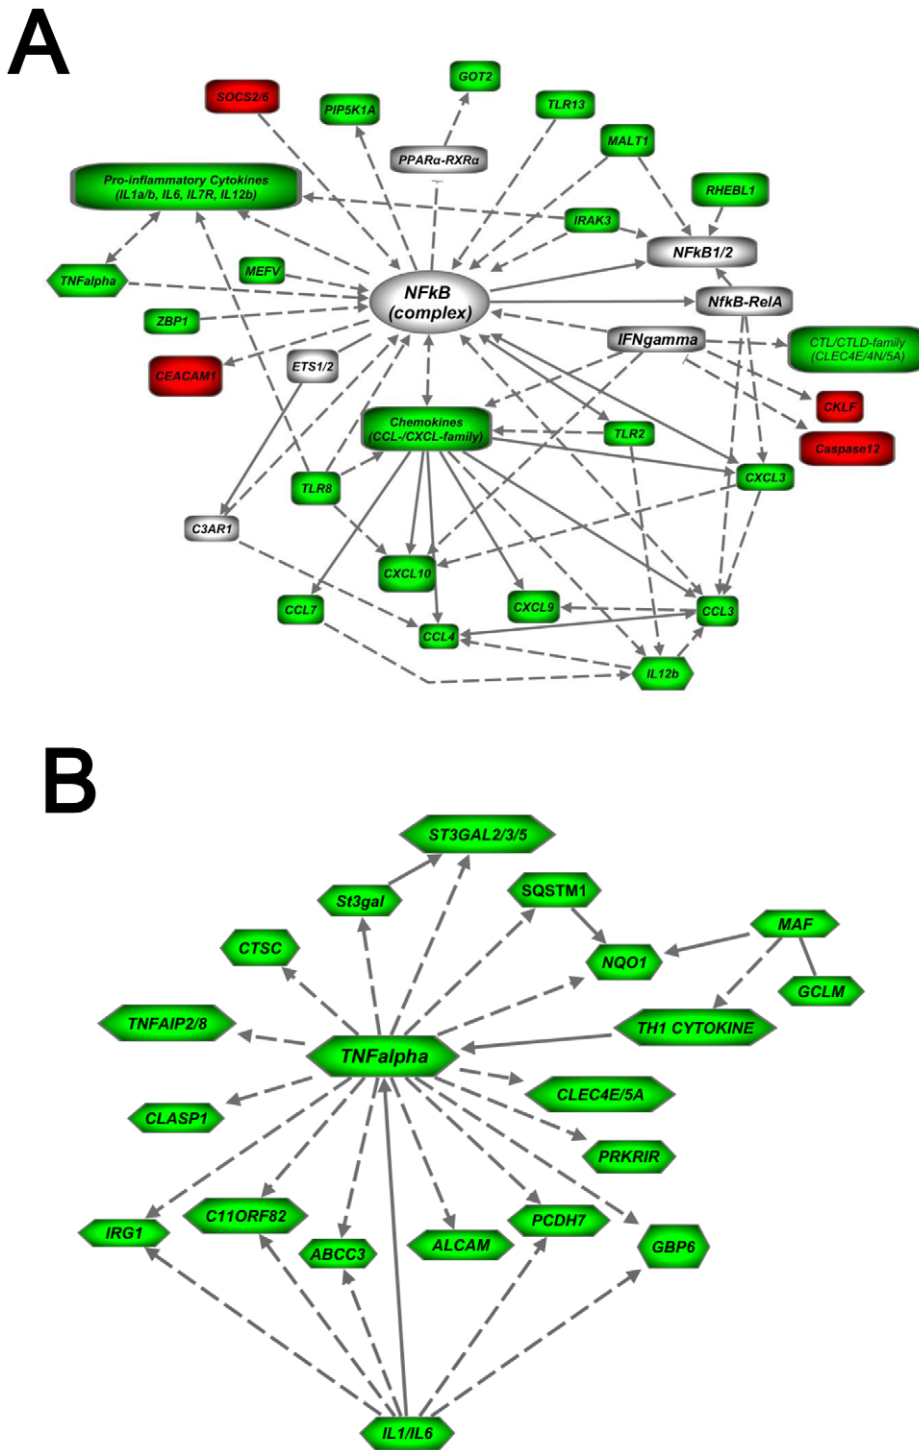 A
SOCS2/6
PIP5K1A
GOT2
TLR13
PPARα-RXRα
MALT1
Pro-inflammatory Cytokines
(IL1a/b, IL6, IL7R, IL12b)
RHEBL1
IRAK3
NFkB1/2
TNFalpha
MEFV
NFkB
(complex)
NfkB-RelA
ZBP1
IFNgamma
CTL/CTLD-family
(CLEC4E/4N/5A)
CEACAM1
ETS1/2
CKLF
Chemokines
(CCL-/CXCL-family)
TLR2
Caspase12
TLR8
CXCL3
C3AR1
CXCL10
CCL7
CXCL9
CCL3
CCL4
IL12b
B
ST3GAL2/3/5
St3gal
SQSTM1
MAF
CTSC
NQO1
GCLM
TNFAIP2/8
TH1 CYTOKINE
TNFalpha
CLEC4E/5A
CLASP1
PRKRIR
C11ORF82
PCDH7
IRG1
ABCC3
ALCAM
GBP6
IL1/IL6